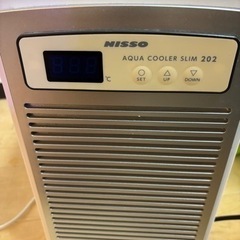 NISSO
AQUA COOLER SLIM 202
℃ SET UP DOWN